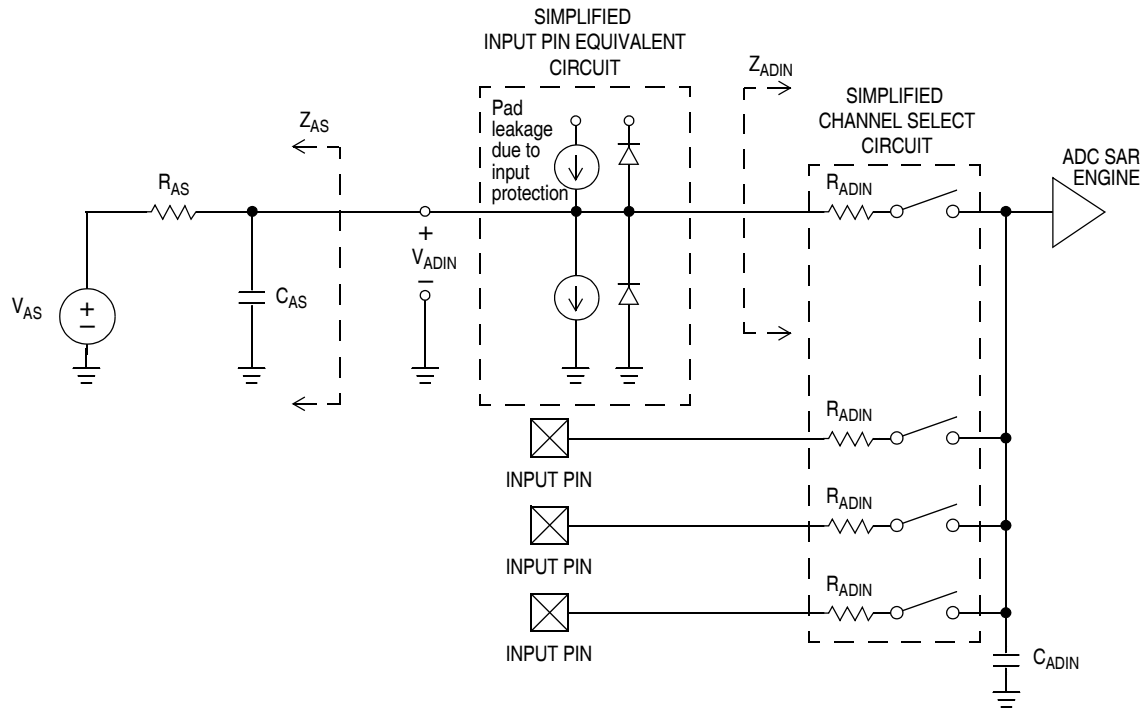 SIMPLIFIED
INPUT PIN EQUIVALENT
CIRCUIT
Pad
leakage
due to
input
protection
Z_ADIN
SIMPLIFIED
CHANNEL SELECT
CIRCUIT
ADC SAR
ENGINE
Z_AS
R_AS
R_ADIN
+
V_ADIN
–
C_AS
V_AS
+
–
R_ADIN
INPUT PIN
R_ADIN
INPUT PIN
R_ADIN
INPUT PIN
C_ADIN